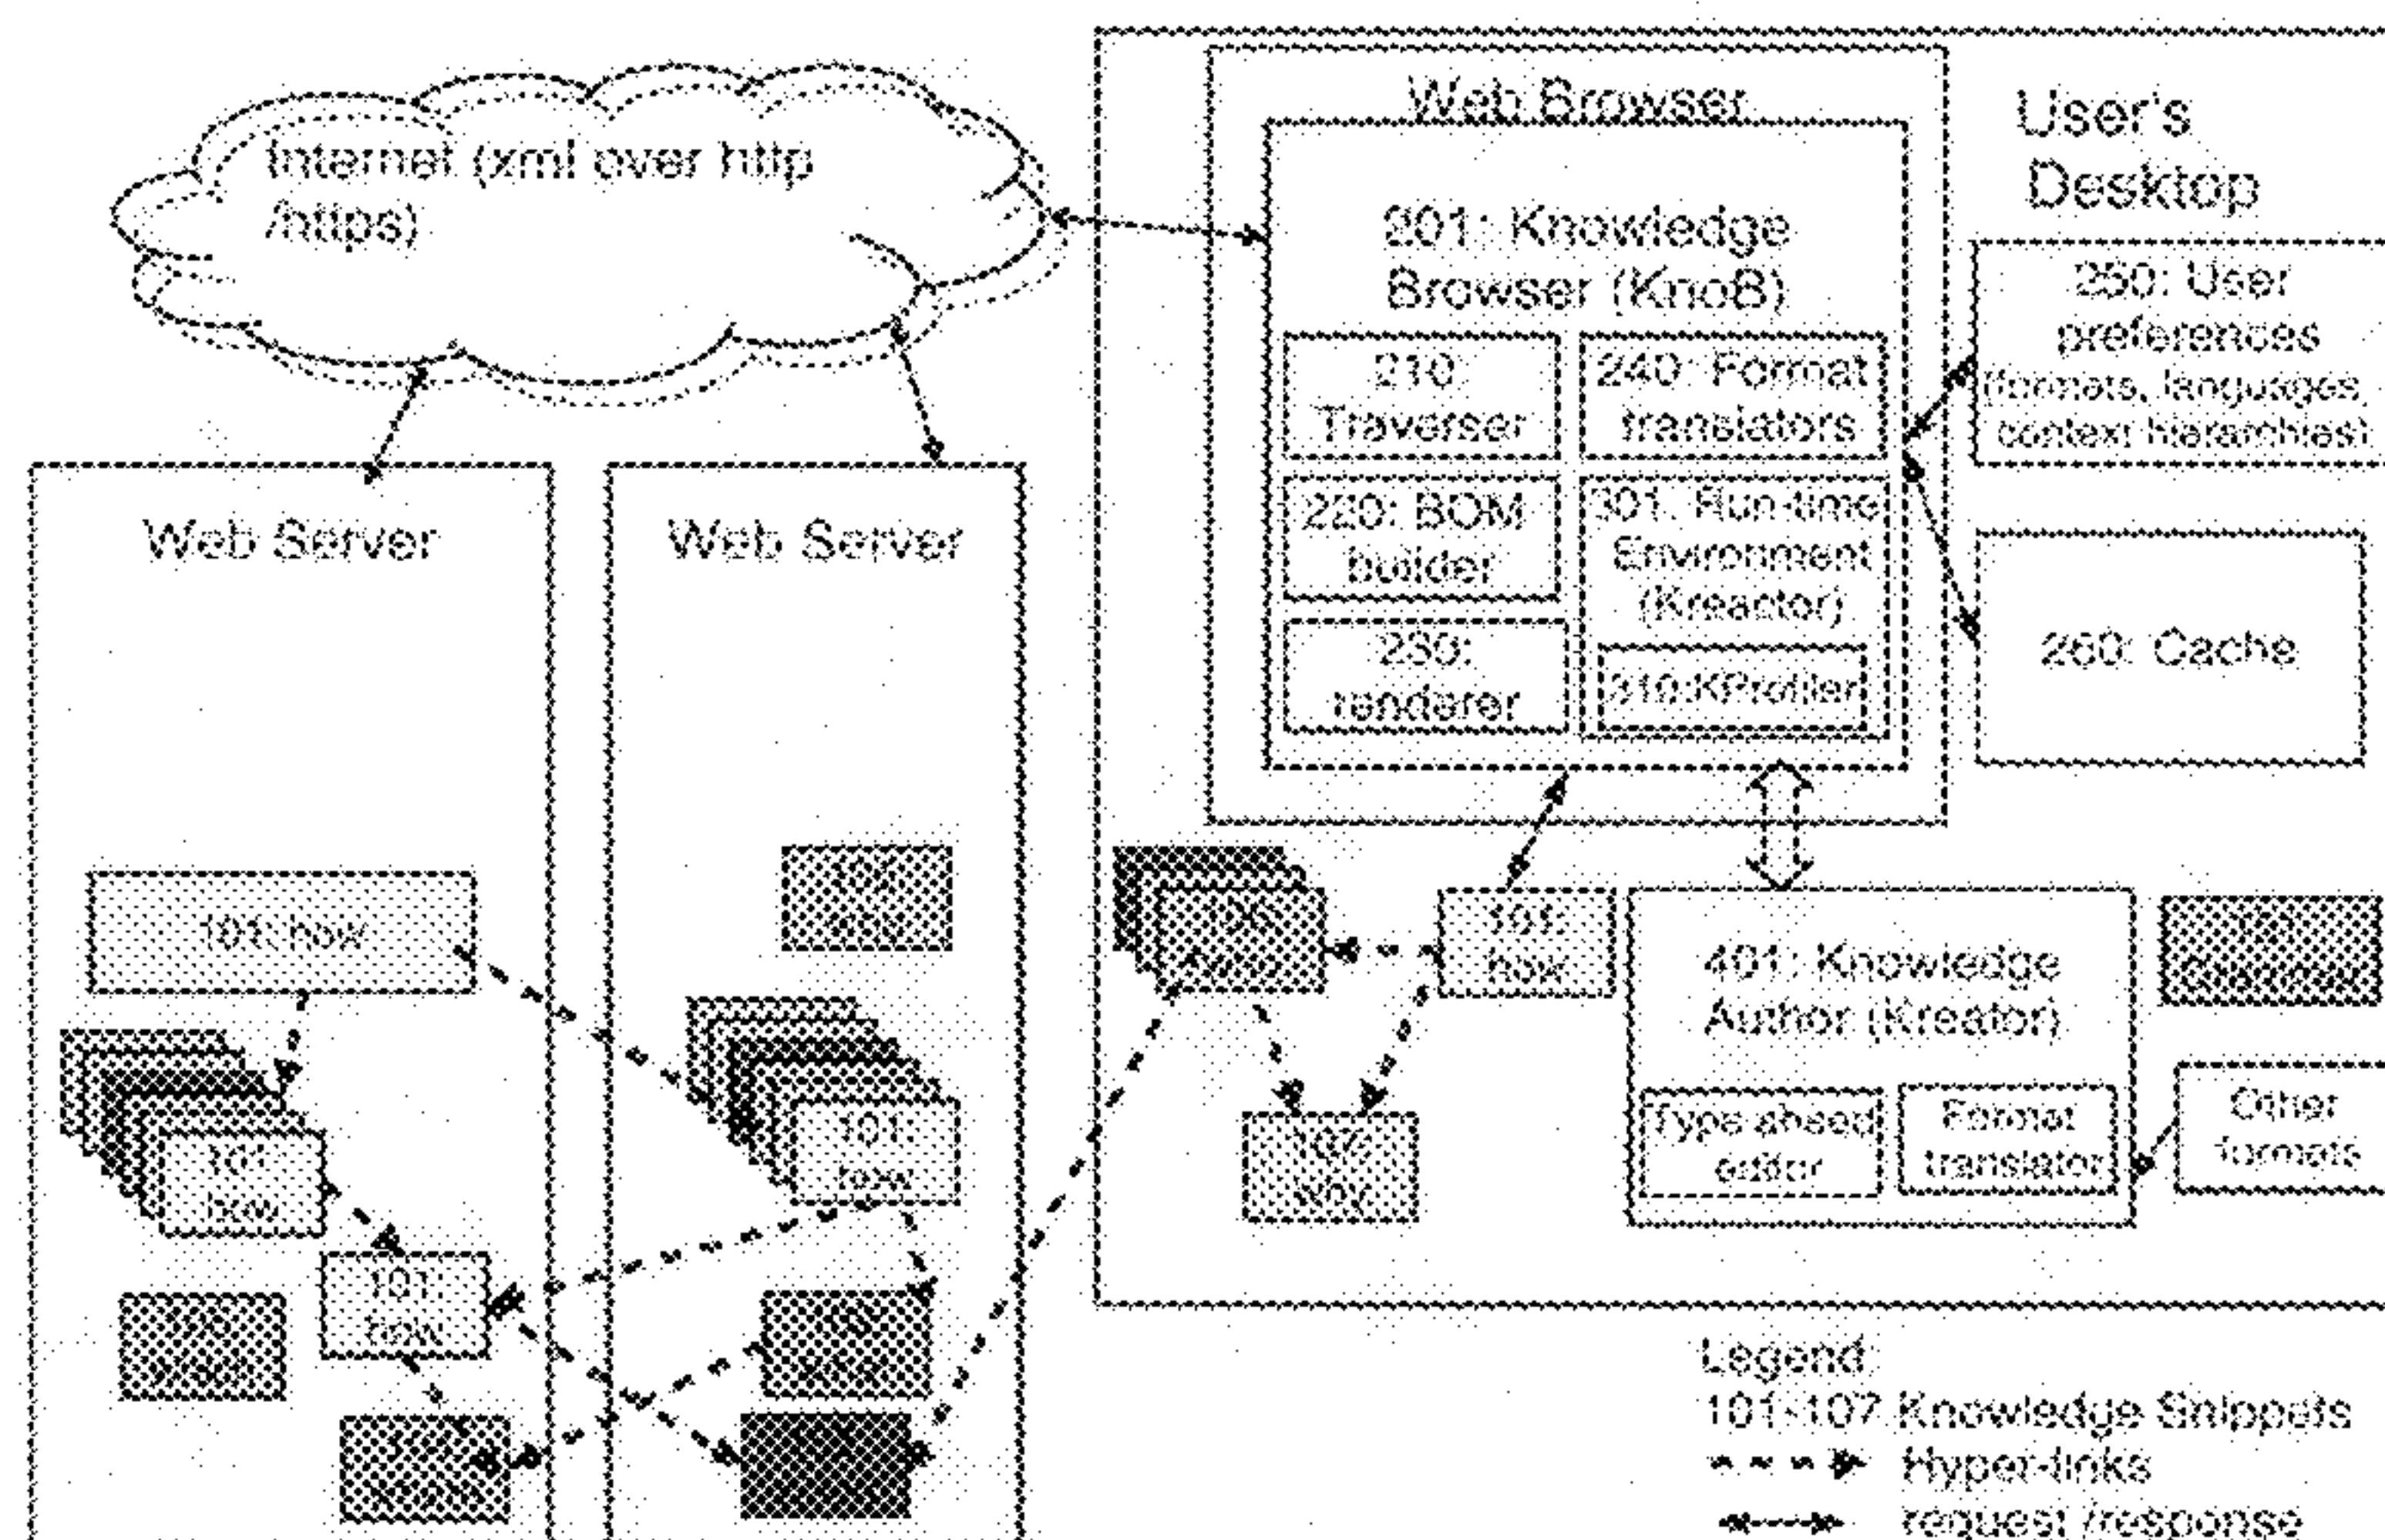 Internet (xml over http
/https)
Web Browser
User's
Desktop
201: Knowledge
Browser (KnoB)
210:
Traverser
240: Format
translators
220: BOM
builder
301: Run-time
Environment
(Kreactor)
230:
renderer
310:KProfiler
250: User
preferences
(formats, languages,
context hierarchies)
260: Cache
Web Server
Web Server
101: how
101:
how
101:
how
101:
how
101:
how
107:
why
401: Knowledge
Author (Kreator)
Type ahead
editor
Format
translator
Other
formats
Legend
101-107 Knowledge Snippets
Hyper-links
request /response